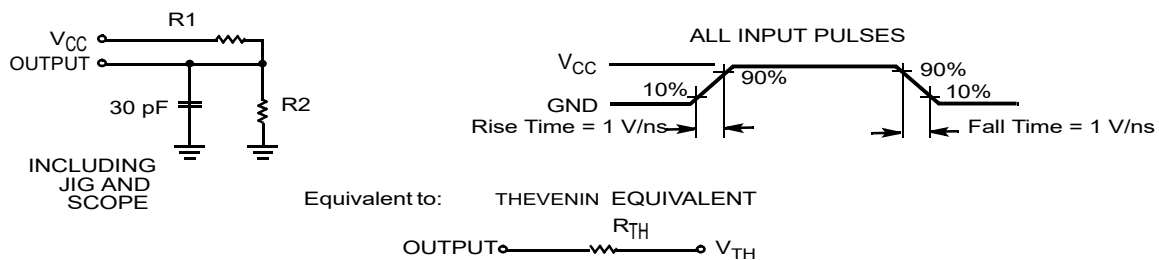 R1
VCC
OUTPUT
30 pF
R2
INCLUDING
JIG AND
SCOPE
ALL INPUT PULSES
VCC
GND
10%
90%
90%
10%
Rise Time = 1 V/ns
Fall Time = 1 V/ns
Equivalent to: THEVENIN EQUIVALENT
RTH
OUTPUT
VTH